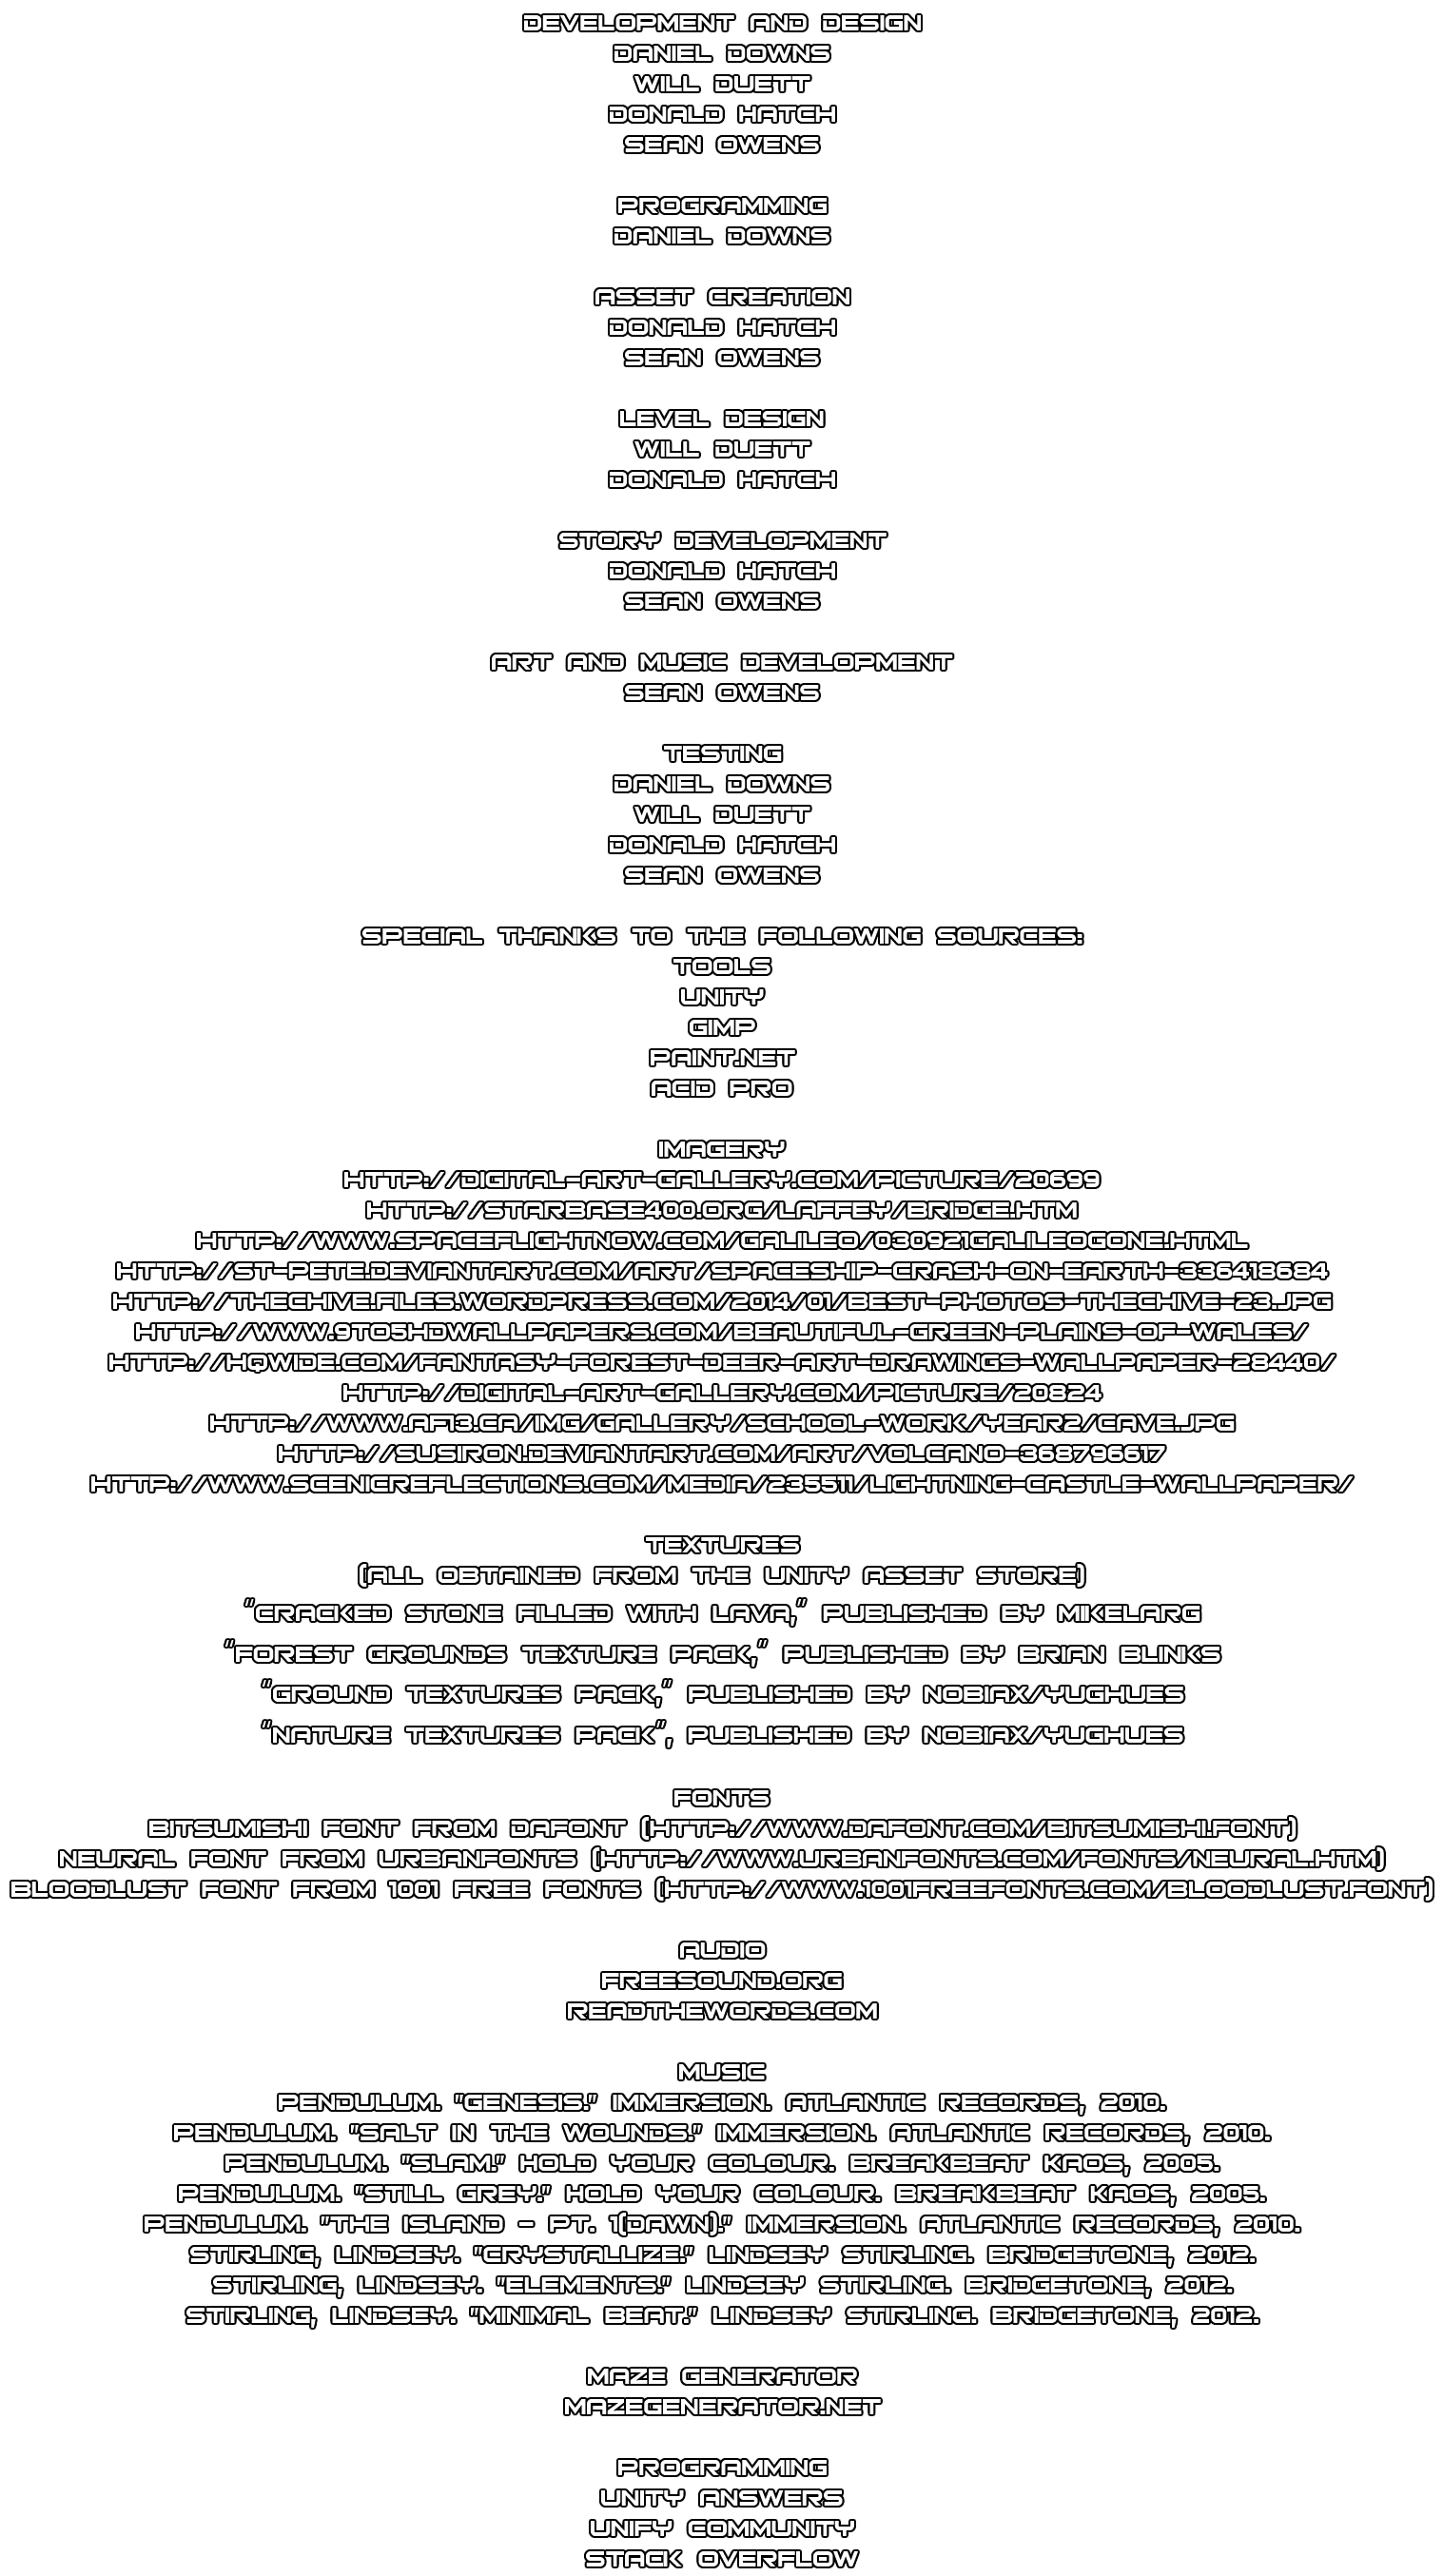 DEVELOPMENT AND DESIGN
DANIEL DOWNS
WILL DUETT
DONALD HATCH
SEAN OWENS
PROGRAMMING
DANIEL DOWNS
ASSET CREATION
DONALD HATCH
SEAN OWENS
LEVEL DESIGN
WILL DUETT
DONALD HATCH
STORY DEVELOPMENT
DONALD HATCH
SEAN OWENS
ART AND MUSIC DEVELOPMENT
SEAN OWENS
TESTING
DANIEL DOWNS
WILL DUETT
DONALD HATCH
SEAN OWENS
SPECIAL THANKS TO THE FOLLOWING SOURCES:
TOOLS
UNITY
GIMP
PAINT.NET
ACID PRO
IMAGERY
HTTP://DIGITAL-ART-GALLERY.COM/PICTURE/20699
HTTP://STARBASE400.ORG/LAFFEY/BRIDGE.HTM
HTTP://WWW.SPACEFLIGHTNOW.COM/GALILEO/030921GALILEOGONE.HTML
HTTP://ST-PETE.DEVIANTART.COM/ART/SPACESHIP-CRASH-ON-EARTH-336418684
HTTP://THECHIVE.FILES.WORDPRESS.COM/2014/01/BEST-PHOTOS-THECHIVE-23.JPG
HTTP://WWW.9TO5HDWALLPAPERS.COM/BEAUTIFUL-GREEN-PLAINS-OF-WALES/
HTTP://HQWIDE.COM/FANTASY-FOREST-DEER-ART-DRAWINGS-WALLPAPER-28440/
HTTP://DIGITAL-ART-GALLERY.COM/PICTURE/20824
HTTP://WWW.AF13.CA/IMG/GALLERY/SCHOOL-WORK/YEAR2/CAVE.JPG
HTTP://SUSIRON.DEVIANTART.COM/ART/VOLCANO-368796617
HTTP://WWW.SCENICREFLECTIONS.COM/MEDIA/235511/LIGHTNING-CASTLE-WALLPAPER/
TEXTURES
(ALL OBTAINED FROM THE UNITY ASSET STORE)
"CRACKED STONE FILLED WITH LAVA," PUBLISHED BY MIKELARG
"FOREST GROUNDS TEXTURE PACK," PUBLISHED BY BRIAN BLINKS
"GROUND TEXTURES PACK," PUBLISHED BY NOBIAX/YUGHUES
"NATURE TEXTURES PACK", PUBLISHED BY NOBIAX/YUGHUES
FONTS
BITSUMISHI FONT FROM DAFONT (HTTP://WWW.DAFONT.COM/BITSUMISHI.FONT)
NEURAL FONT FROM URBANFONTS (HTTP://WWW.URBANFONTS.COM/FONTS/NEURAL.HTM)
BLOODLUST FONT FROM 1001 FREE FONTS (HTTP://WWW.1001FREEFONTS.COM/BLOODLUST.FONT)
AUDIO
FREESOUND.ORG
READTHEWORDS.COM
MUSIC
PENDULUM. "GENESIS." IMMERSION. ATLANTIC RECORDS, 2010.
PENDULUM. "SALT IN THE WOUNDS." IMMERSION. ATLANTIC RECORDS, 2010.
PENDULUM. "SLAM." HOLD YOUR COLOUR. BREAKBEAT KAOS, 2005.
PENDULUM. "STILL GREY." HOLD YOUR COLOUR. BREAKBEAT KAOS, 2005.
PENDULUM. "THE ISLAND - PT. 1(DAWN)." IMMERSION. ATLANTIC RECORDS, 2010.
STIRLING, LINDSEY. "CRYSTALLIZE." LINDSEY STIRLING. BRIDGETONE, 2012.
STIRLING, LINDSEY. "ELEMENTS." LINDSEY STIRLING. BRIDGETONE, 2012.
STIRLING, LINDSEY. "MINIMAL BEAT." LINDSEY STIRLING. BRIDGETONE, 2012.
MAZE GENERATOR
MAZEGENERATOR.NET
PROGRAMMING
UNITY ANSWERS
UNIFY COMMUNITY
STACK OVERFLOW